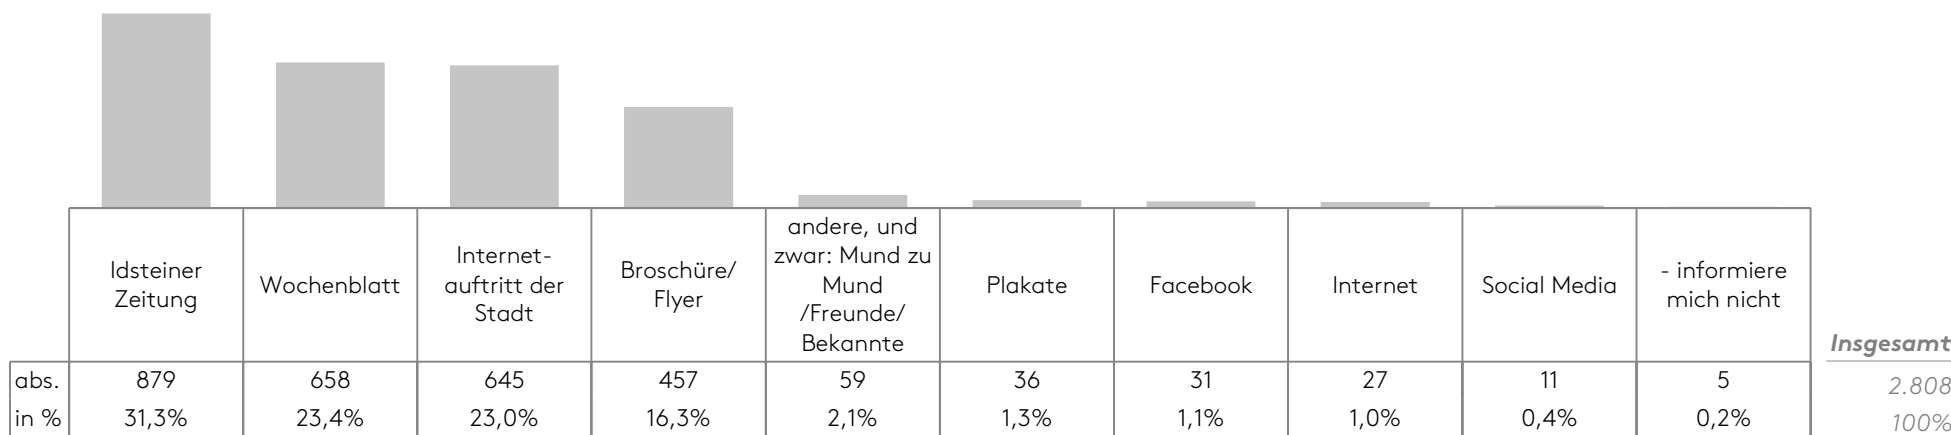 Idsteiner
Zeitung
Wochenblatt
Internet-
auftritt der
Stadt
Broschüre/
Flyer
andere, und
zwar: Mund zu
Mund
/Freunde/
Bekannte
Plakate
Facebook
Internet
Social Media
- informiere
mich nicht
Insgesamt
abs. 879 658 645 457 59 36 31 27 11 5 2.808
in % 31,3% 23,4% 23,0% 16,3% 2,1% 1,3% 1,1% 1,0% 0,4% 0,2% 100%